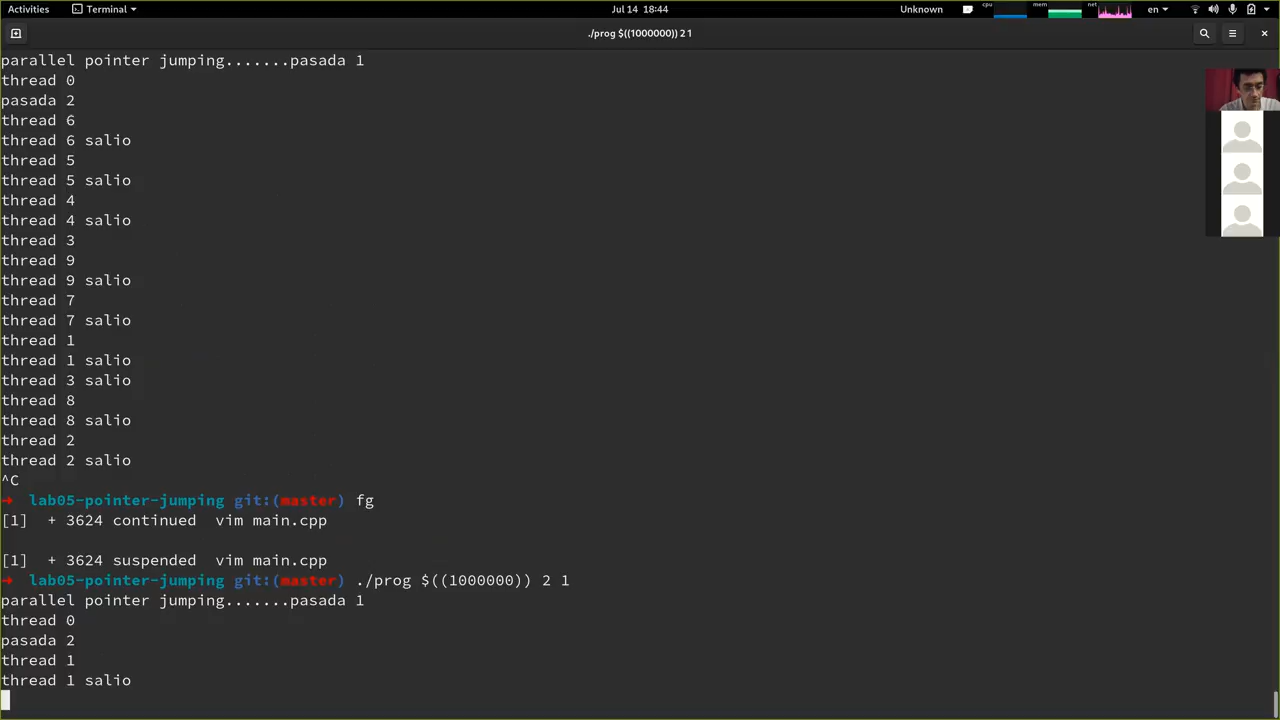 Activities Terminal Jul 14 18:44 Unknown cpu mem net en
./prog $((1000000)) 2 1
parallel pointer jumping.......pasada 1
thread 0
pasada 2
thread 6
thread 6 salio
thread 5
thread 5 salio
thread 4
thread 4 salio
thread 3
thread 9
thread 9 salio
thread 7
thread 7 salio
thread 1
thread 1 salio
thread 3 salio
thread 8
thread 8 salio
thread 2
thread 2 salio
^C
→ lab05-pointer-jumping git:(master) fg
[1]  + 3624 continued  vim main.cpp
[1]  + 3624 suspended  vim main.cpp
→ lab05-pointer-jumping git:(master) ./prog $((1000000)) 2 1
parallel pointer jumping.......pasada 1
thread 0
pasada 2
thread 1
thread 1 salio